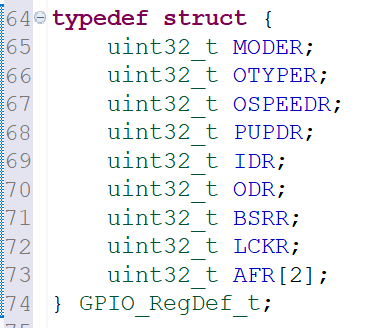 64 typedef struct {
65     uint32_t MODER;
66     uint32_t OTYPER;
67     uint32_t OSPEEDR;
68     uint32_t PUPDR;
69     uint32_t IDR;
70     uint32_t ODR;
71     uint32_t BSRR;
72     uint32_t LCKR;
73     uint32_t AFR[2];
74 } GPIO_RegDef_t;